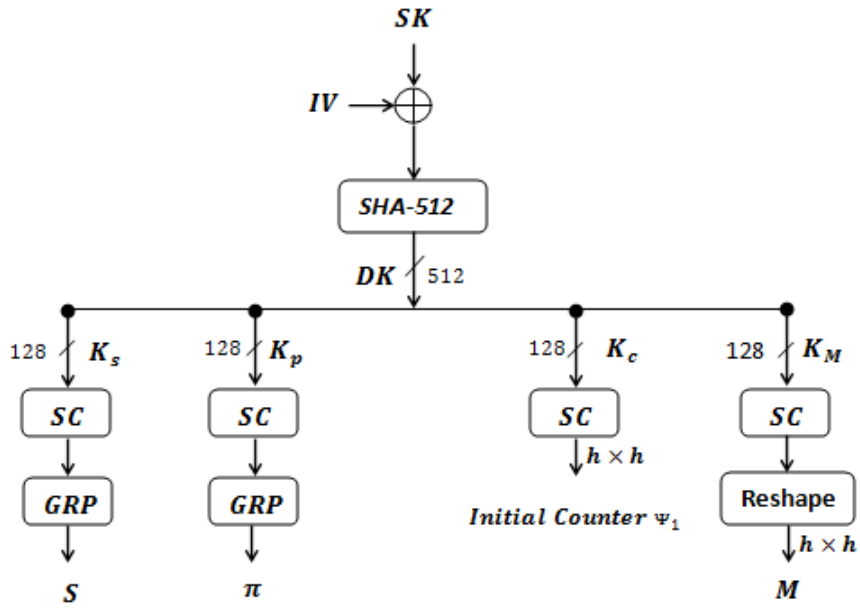 SK
IV
SHA-512
DK 512
128 K_s 128 K_p 128 K_c 128 K_M
SC SC SC SC
h × h
GRP GRP Reshape
Initial Counter Ψ_1
h × h
S π M